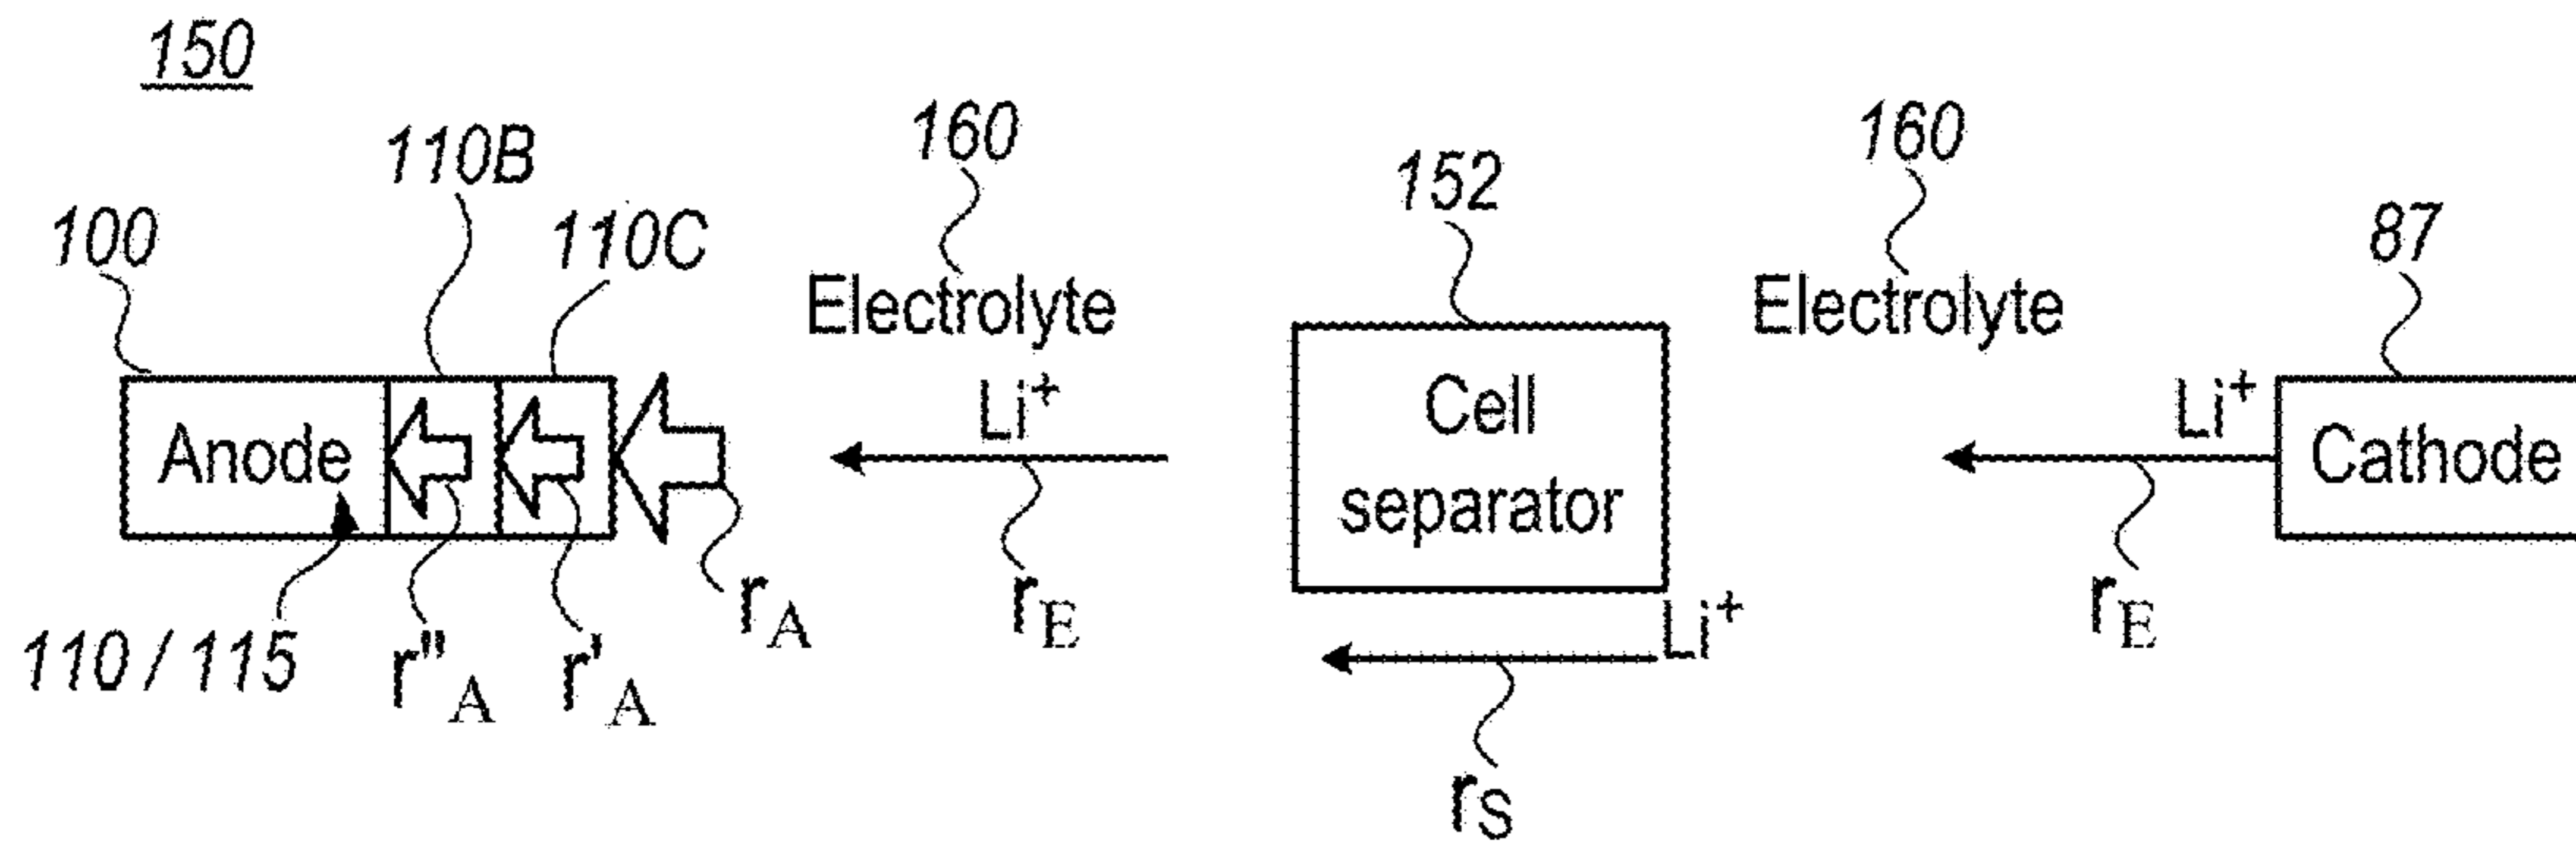 150
110B
160
160
100
110C
152
87
Electrolyte
Electrolyte
Li⁺
Li⁺
Anode
Cell
separator
Cathode
110 / 115
r"A
r'A
rA
rE
Li⁺
rE
rS